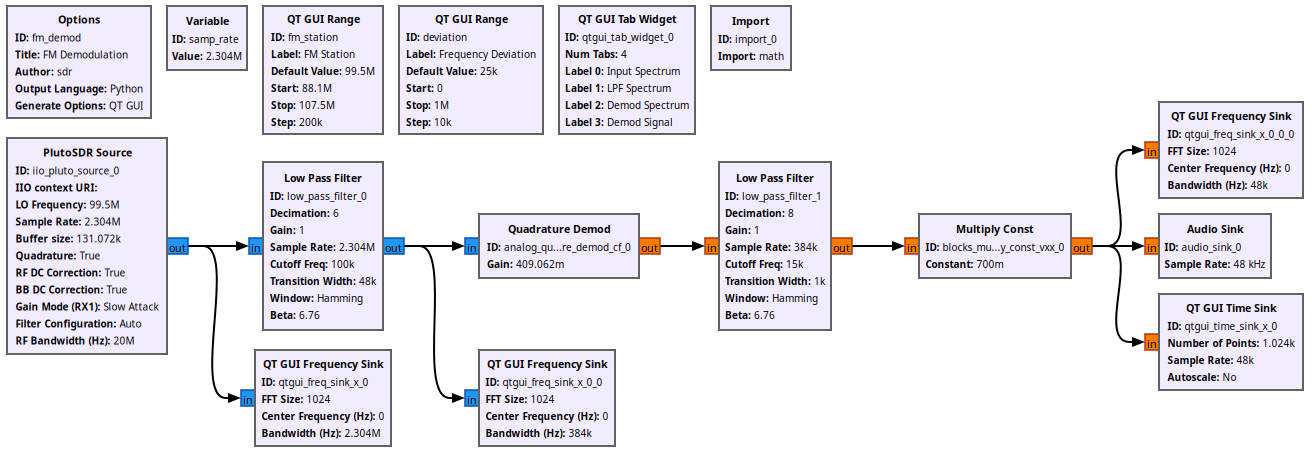 Options
ID: fm_demod
Title: FM Demodulation
Author: sdr
Output Language: Python
Generate Options: QT GUI
Variable
ID: samp_rate
Value: 2.304M
QT GUI Range
ID: fm_station
Label: FM Station
Default Value: 99.5M
Start: 88.1M
Stop: 107.5M
Step: 200k
QT GUI Range
ID: deviation
Label: Frequency Deviation
Default Value: 25k
Start: 0
Stop: 1M
Step: 10k
QT GUI Tab Widget
ID: qtgui_tab_widget_0
Num Tabs: 4
Label 0: Input Spectrum
Label 1: LPF Spectrum
Label 2: Demod Spectrum
Label 3: Demod Signal
Import
ID: import_0
Import: math
PlutoSDR Source
ID: iio_pluto_source_0
IIO context URI:
LO Frequency: 99.5M
Sample Rate: 2.304M
Buffer size: 131.072k
Quadrature: True
RF DC Correction: True
BB DC Correction: True
Gain Mode (RX1): Slow Attack
Filter Configuration: Auto
RF Bandwidth (Hz): 20M
out
in
Low Pass Filter
ID: low_pass_filter_0
Decimation: 6
Gain: 1
Sample Rate: 2.304M
Cutoff Freq: 100k
Transition Width: 48k
Window: Hamming
Beta: 6.76
out
in
QT GUI Frequency Sink
ID: qtgui_freq_sink_x_0
FFT Size: 1024
Center Frequency (Hz): 0
Bandwidth (Hz): 2.304M
in
Quadrature Demod
ID: analog_qu...re_demod_cf_0
Gain: 409.062m
out
in
QT GUI Frequency Sink
ID: qtgui_freq_sink_x_0_0
FFT Size: 1024
Center Frequency (Hz): 0
Bandwidth (Hz): 384k
in
Low Pass Filter
ID: low_pass_filter_1
Decimation: 8
Gain: 1
Sample Rate: 384k
Cutoff Freq: 15k
Transition Width: 1k
Window: Hamming
Beta: 6.76
out
in
Multiply Const
ID: blocks_mu...y_const_vxx_0
Constant: 700m
out
in
QT GUI Frequency Sink
ID: qtgui_freq_sink_x_0_0_0
FFT Size: 1024
Center Frequency (Hz): 0
Bandwidth (Hz): 48k
in
Audio Sink
ID: audio_sink_0
Sample Rate: 48 kHz
in
QT GUI Time Sink
ID: qtgui_time_sink_x_0
Number of Points: 1.024k
Sample Rate: 48k
Autoscale: No